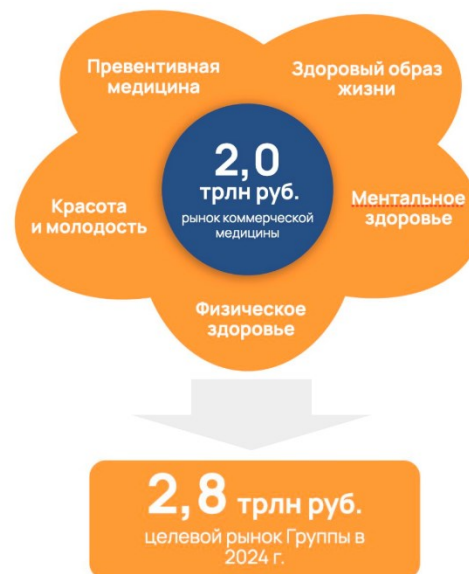 Превентивная
медицина
Здоровый образ
жизни
2,0
трлн руб.
рынок коммерческой
медицины
Красота
и молодость
Ментальное
здоровье
Физическое
здоровье
2,8 трлн руб.
целевой рынок Группы в
2024 г.